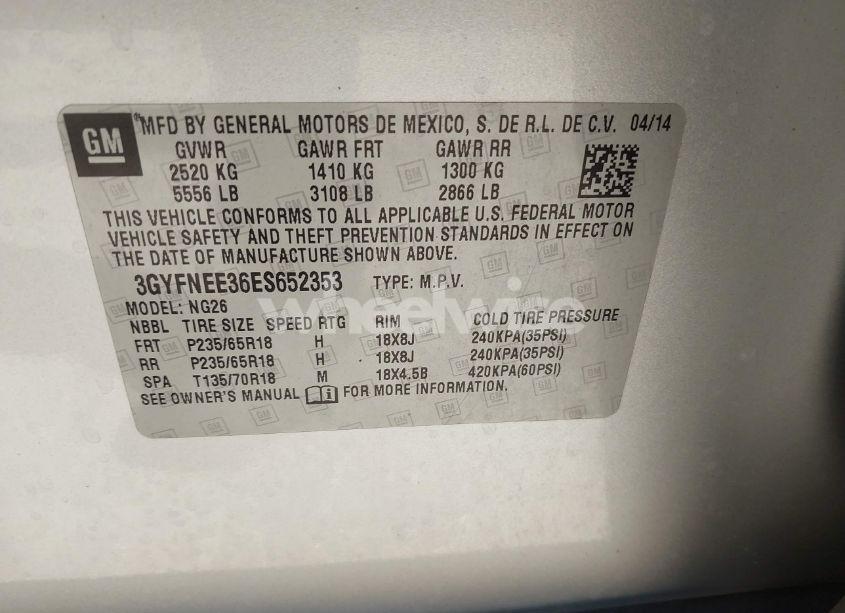 GM
MFD BY GENERAL MOTORS DE MEXICO, S. DE R.L. DE C.V. 04/14
GVWR GAWR FRT GAWR RR
2520 KG 1410 KG 1300 KG
5556 LB 3108 LB 2866 LB
THIS VEHICLE CONFORMS TO ALL APPLICABLE U.S. FEDERAL MOTOR
VEHICLE SAFETY AND THEFT PREVENTION STANDARDS IN EFFECT ON
THE DATE OF MANUFACTURE SHOWN ABOVE.
3GYFNEE36ES652353 TYPE: M.P.V.
MODEL: NG26
wheelwire
NBBL TIRE SIZE SPEED RTG RIM COLD TIRE PRESSURE
FRT P235/65R18 H 18X8J 240KPA(35PSI)
RR P235/65R18 H 18X8J 240KPA(35PSI)
SPA T135/70R18 M 18X4.5B 420KPA(60PSI)
SEE OWNER'S MANUAL FOR MORE INFORMATION.